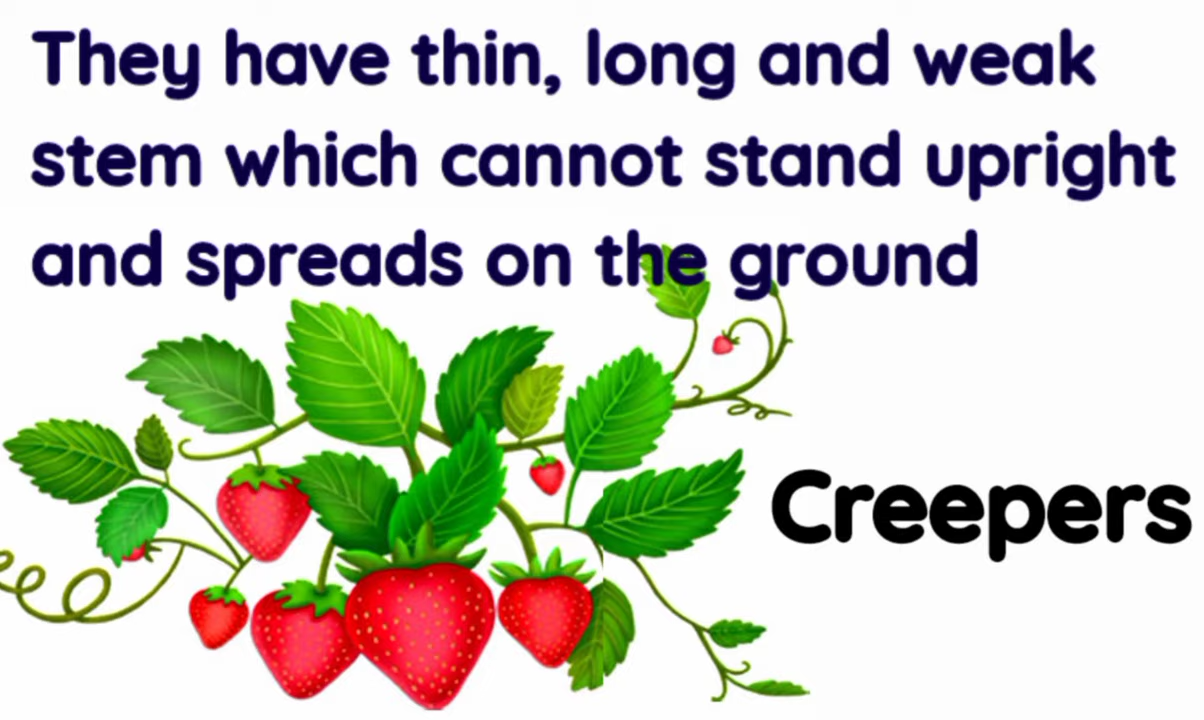 They have thin, long and weak
stem which cannot stand upright
and spreads on the ground
Creepers